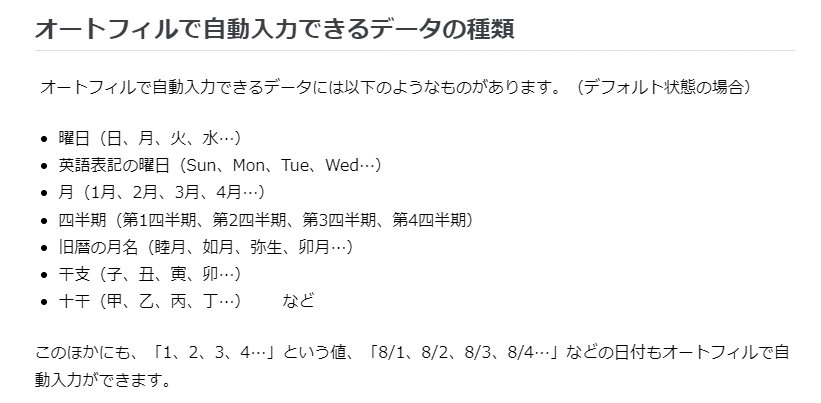 オートフィルで自動入力できるデータの種類
オートフィルで自動入力できるデータには以下のようなものがあります。（デフォルト状態の場合）
• 曜日（日、月、火、水…）
• 英語表記の曜日（Sun、Mon、Tue、Wed…）
• 月（1月、2月、3月、4月…）
• 四半期（第1四半期、第2四半期、第3四半期、第4四半期）
• 旧暦の月名（睦月、如月、弥生、卯月…）
• 干支（子、丑、寅、卯…）
• 十干（甲、乙、丙、丁…）　　など
このほかにも、「1、2、3、4…」という値、「8/1、8/2、8/3、8/4…」などの日付もオートフィルで自
動入力ができます。